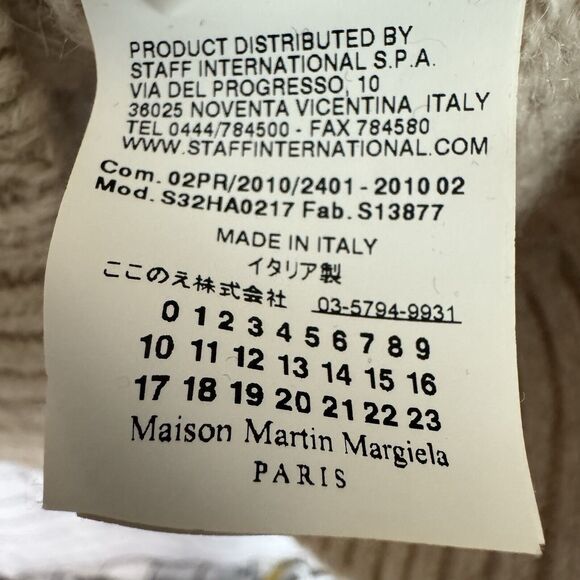 PRODUCT DISTRIBUTED BY
STAFF INTERNATIONAL S.P.A.
VIA DEL PROGRESSO, 10
36025 NOVENTA VICENTINA ITALY
TEL 0444/784500 - FAX 784580
WWW.STAFFINTERNATIONAL.COM
Com. 02PR/2010/2401 - 2010 02
Mod. S32HA0217 Fab. S13877
MADE IN ITALY
イタリア製
ここのえ株式会社 03-5794-9931
0 1 2 3 4 5 6 7 8 9
10 11 12 13 14 15 16
17 18 19 20 21 22 23
Maison Martin Margiela
PARIS